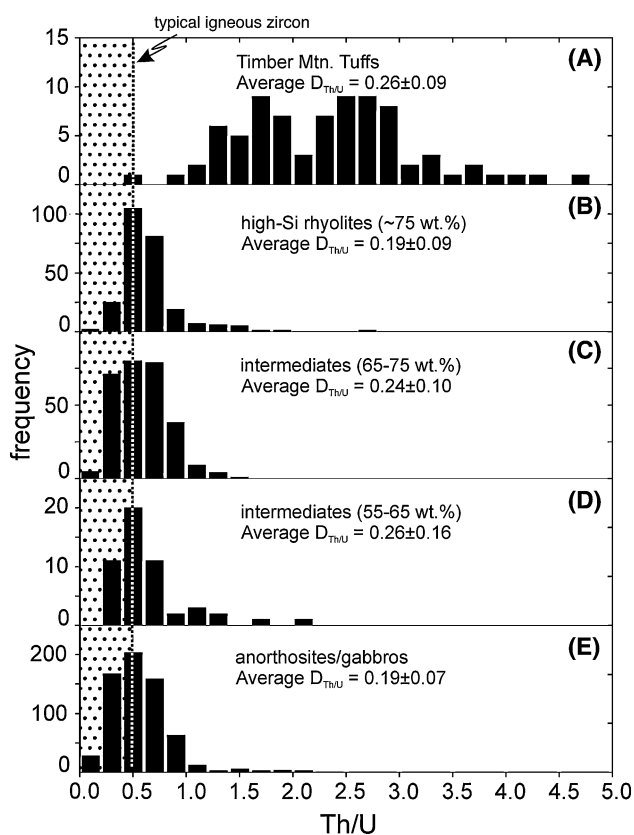 typical igneous zircon
15
10
5
0
Timber Mtn. Tuffs
Average D_Th/U = 0.26±0.09
(A)
100
50
0
high-Si rhyolites (~75 wt.%)
Average D_Th/U = 0.19±0.09
(B)
50
0
intermediates (65-75 wt.%)
Average D_Th/U = 0.24±0.10
(C)
20
10
0
intermediates (55-65 wt.%)
Average D_Th/U = 0.26±0.16
(D)
200
100
0
anorthosites/gabbros
Average D_Th/U = 0.19±0.07
(E)
frequency
0.0 0.5 1.0 1.5 2.0 2.5 3.0 3.5 4.0 4.5 5.0
Th/U